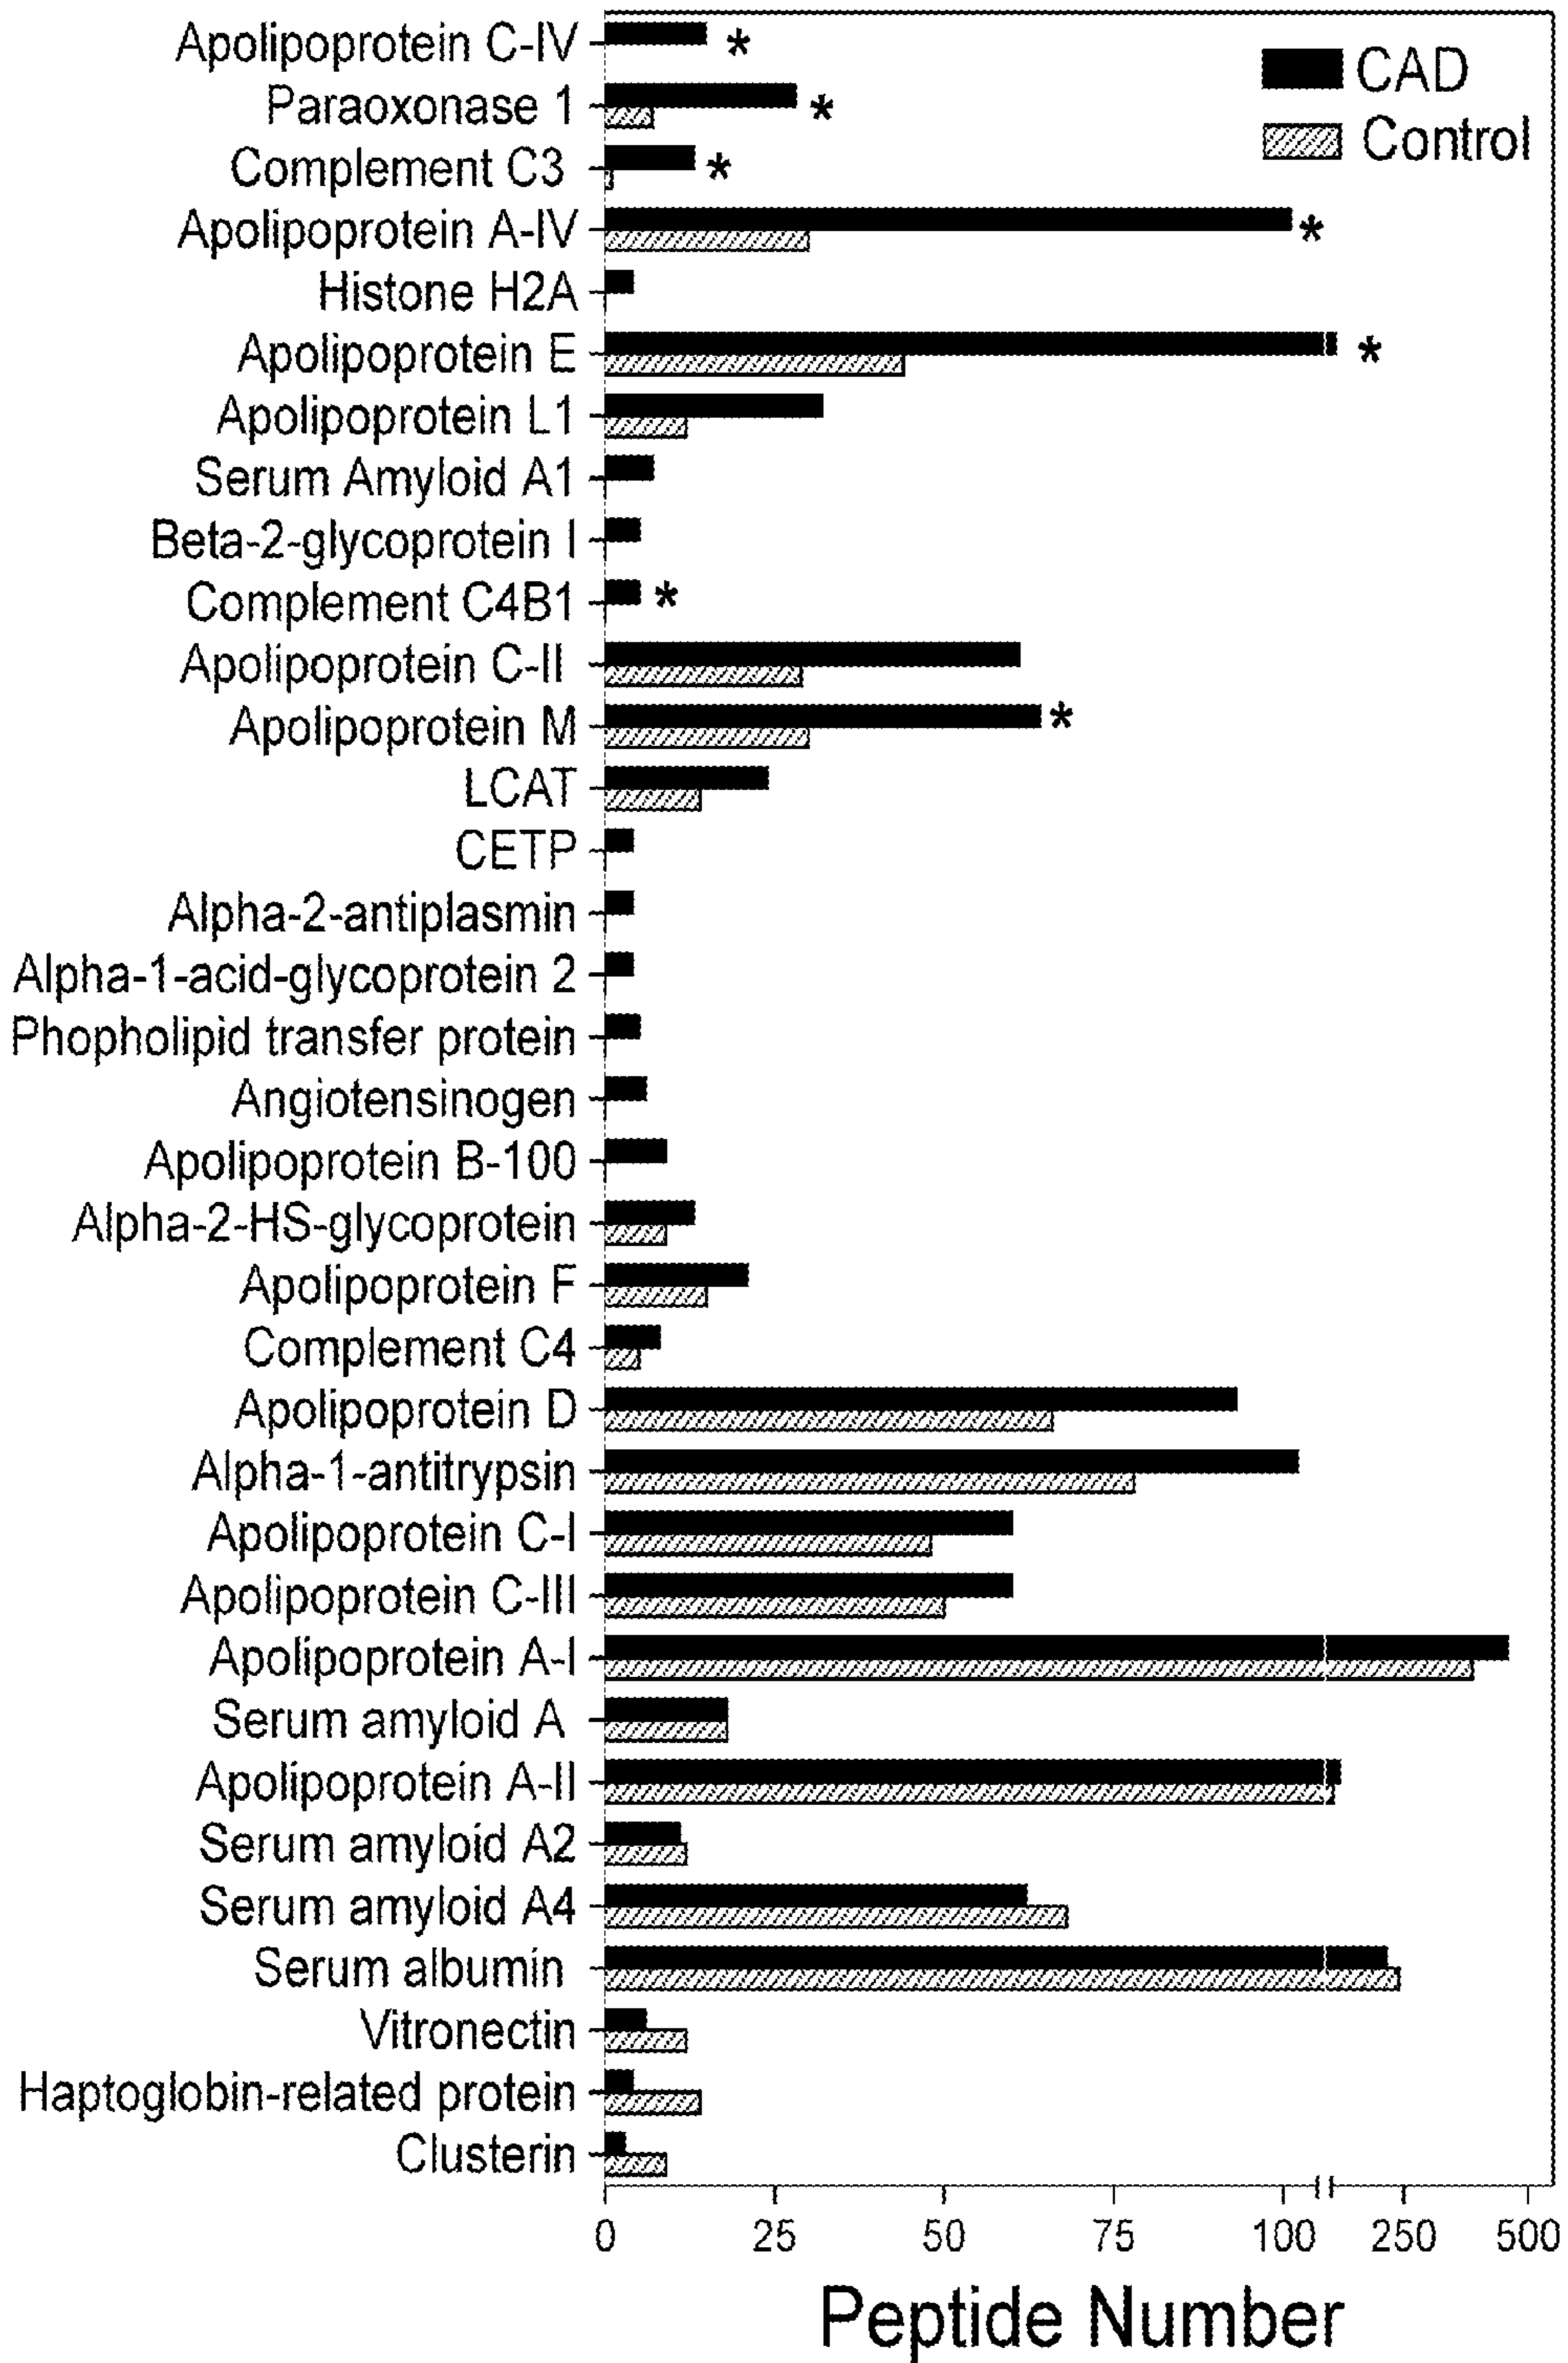 Apolipoprotein C-IV *
CAD
Paraoxonase 1 *
Control
Complement C3 *
Apolipoprotein A-IV *
Histone H2A
Apolipoprotein E *
Apolipoprotein L1
Serum Amyloid A1
Beta-2-glycoprotein I
Complement C4B1 *
Apolipoprotein C-II
Apolipoprotein M *
LCAT
CETP
Alpha-2-antiplasmin
Alpha-1-acid-glycoprotein 2
Phopholipid transfer protein
Angiotensinogen
Apolipoprotein B-100
Alpha-2-HS-glycoprotein
Apolipoprotein F
Complement C4
Apolipoprotein D
Alpha-1-antitrypsin
Apolipoprotein C-I
Apolipoprotein C-III
Apolipoprotein A-I
Serum amyloid A
Apolipoprotein A-II
Serum amyloid A2
Serum amyloid A4
Serum albumin
Vitronectin
Haptoglobin-related protein
Clusterin
0 25 50 75 100 250 500
Peptide Number